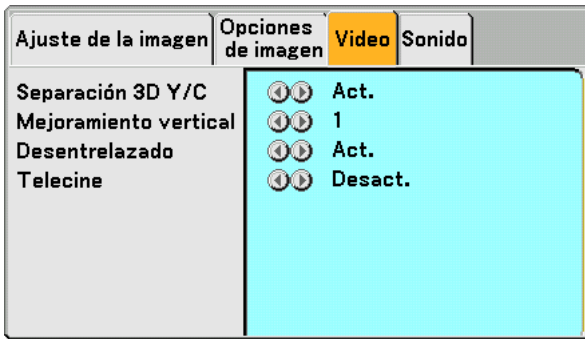 Ajuste de la imagen Opciones de imagen Video Sonido
Separación 3D Y/C Act.
Mejoramiento vertical 1
Desentrelazado Act.
Telecine Desact.